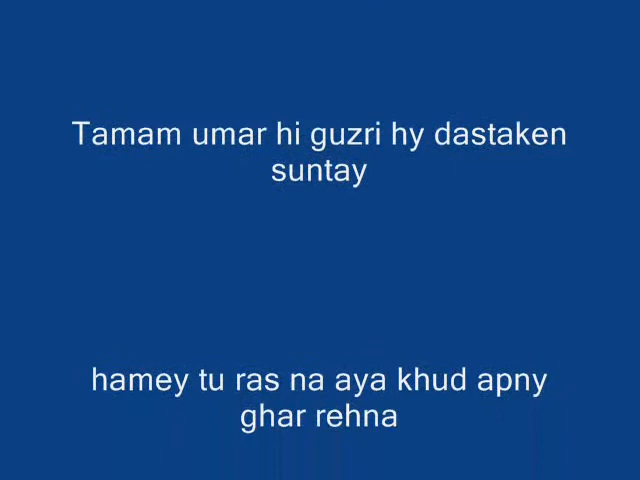 Tamam umar hi guzri hy dastaken
suntay
hamey tu ras na aya khud apny
ghar rehna